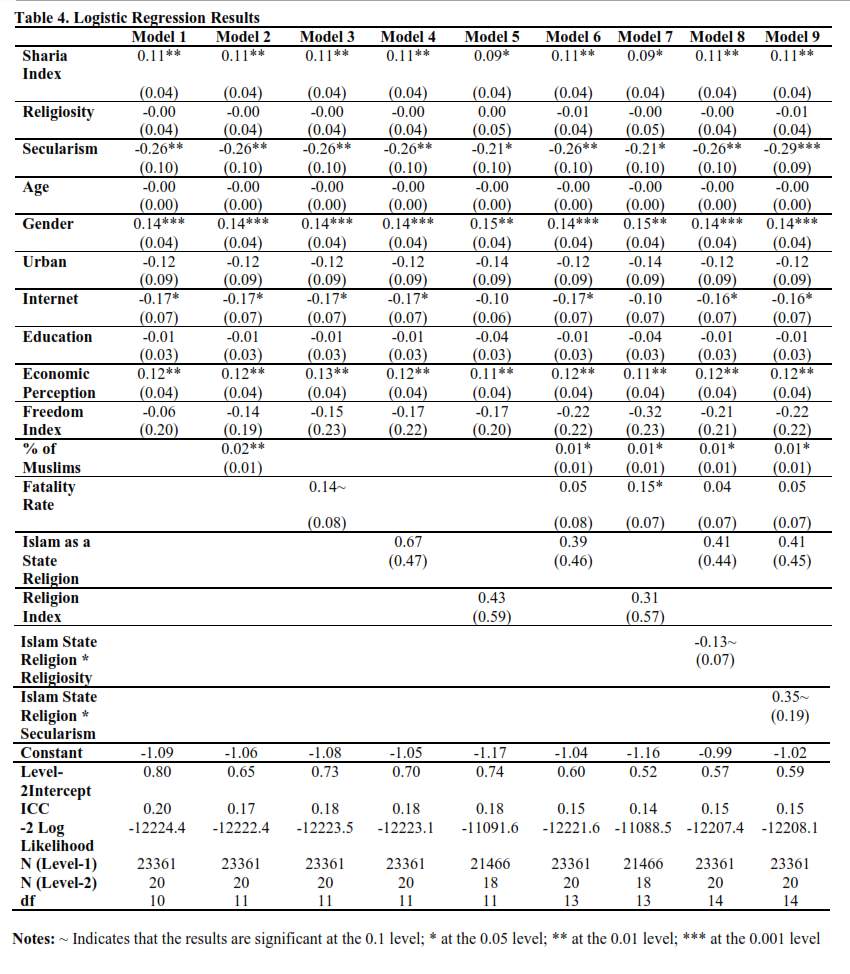 Table 4. Logistic Regression Results
Model 1 Model 2 Model 3 Model 4 Model 5 Model 6 Model 7 Model 8 Model 9
Sharia 0.11** 0.11** 0.11** 0.11** 0.09* 0.11** 0.09* 0.11** 0.11**
Index
(0.04) (0.04) (0.04) (0.04) (0.04) (0.04) (0.04) (0.04) (0.04)
Religiosity -0.00 -0.00 -0.00 -0.00 0.00 -0.01 -0.00 -0.00 -0.01
(0.04) (0.04) (0.04) (0.04) (0.05) (0.04) (0.05) (0.04) (0.04)
Secularism -0.26** -0.26** -0.26** -0.26** -0.21* -0.26** -0.21* -0.26** -0.29***
(0.10) (0.10) (0.10) (0.10) (0.10) (0.10) (0.10) (0.10) (0.09)
Age -0.00 -0.00 -0.00 -0.00 -0.00 -0.00 -0.00 -0.00 -0.00
(0.00) (0.00) (0.00) (0.00) (0.00) (0.00) (0.00) (0.00) (0.00)
Gender 0.14*** 0.14*** 0.14*** 0.14*** 0.15** 0.14*** 0.15** 0.14*** 0.14***
(0.04) (0.04) (0.04) (0.04) (0.04) (0.04) (0.04) (0.04) (0.04)
Urban -0.12 -0.12 -0.12 -0.12 -0.14 -0.12 -0.14 -0.12 -0.12
(0.09) (0.09) (0.09) (0.09) (0.09) (0.09) (0.09) (0.09) (0.09)
Internet -0.17* -0.17* -0.17* -0.17* -0.10 -0.17* -0.10 -0.16* -0.16*
(0.07) (0.07) (0.07) (0.07) (0.06) (0.07) (0.07) (0.07) (0.07)
Education -0.01 -0.01 -0.01 -0.01 -0.04 -0.01 -0.04 -0.01 -0.01
(0.03) (0.03) (0.03) (0.03) (0.03) (0.03) (0.03) (0.03) (0.03)
Economic 0.12** 0.12** 0.13** 0.12** 0.11** 0.12** 0.11** 0.12** 0.12**
Perception (0.04) (0.04) (0.04) (0.04) (0.04) (0.04) (0.04) (0.04) (0.04)
Freedom -0.06 -0.14 -0.15 -0.17 -0.17 -0.22 -0.32 -0.21 -0.22
Index (0.20) (0.19) (0.23) (0.22) (0.20) (0.22) (0.23) (0.21) (0.22)
% of 0.02** 0.01* 0.01* 0.01* 0.01*
Muslims (0.01) (0.01) (0.01) (0.01) (0.01)
Fatality 0.14~ 0.05 0.15* 0.04 0.05
Rate
(0.08) (0.08) (0.07) (0.07) (0.07)
Islam as a 0.67 0.39 0.41 0.41
State (0.47) (0.46) (0.44) (0.45)
Religion
Religion 0.43 0.31
Index (0.59) (0.57)
Islam State -0.13~
Religion * (0.07)
Religiosity
Islam State 0.35~
Religion * (0.19)
Secularism
Constant -1.09 -1.06 -1.08 -1.05 -1.17 -1.04 -1.16 -0.99 -1.02
Level- 0.80 0.65 0.73 0.70 0.74 0.60 0.52 0.57 0.59
2Intercept
ICC 0.20 0.17 0.18 0.18 0.18 0.15 0.14 0.15 0.15
-2 Log -12224.4 -12222.4 -12223.5 -12223.1 -11091.6 -12221.6 -11088.5 -12207.4 -12208.1
Likelihood
N (Level-1) 23361 23361 23361 23361 21466 23361 21466 23361 23361
N (Level-2) 20 20 20 20 18 20 18 20 20
df 10 11 11 11 11 13 13 14 14
Notes: ~ Indicates that the results are significant at the 0.1 level; * at the 0.05 level; ** at the 0.01 level; *** at the 0.001 level